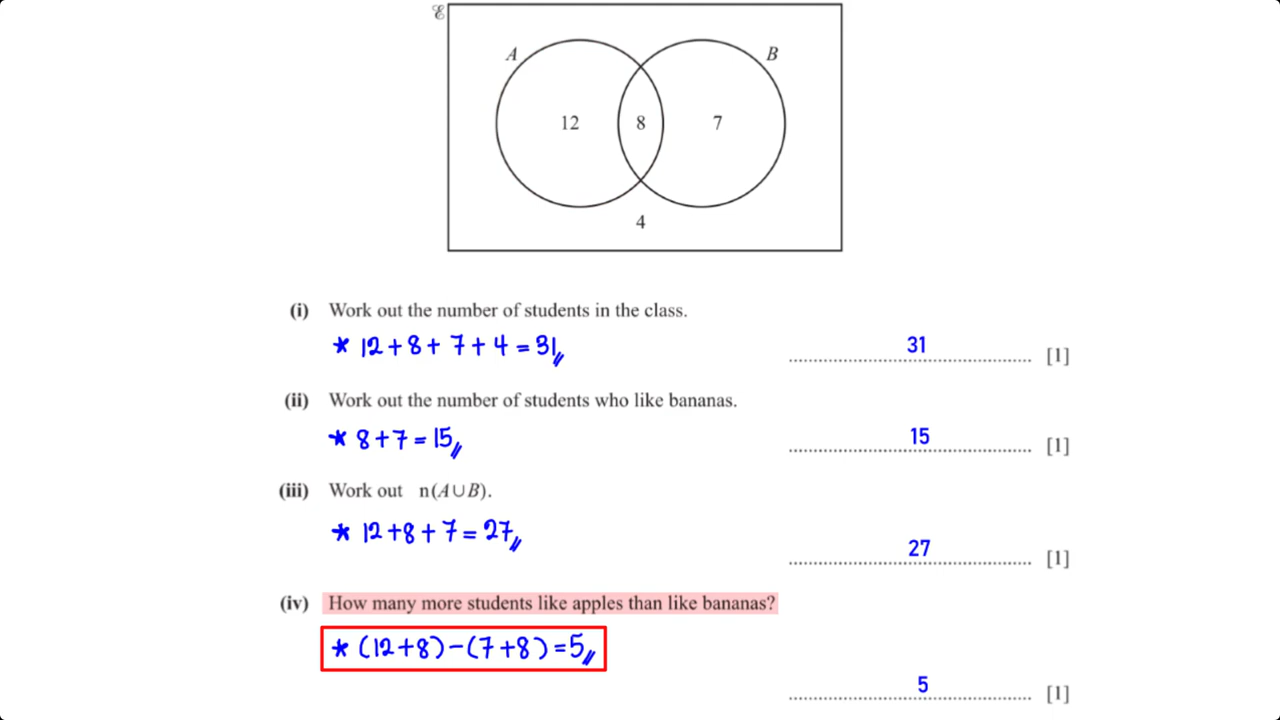 ℰ
A B
12 8 7
4
(i) Work out the number of students in the class.
* 12 + 8 + 7 + 4 = 31
31 [1]
(ii) Work out the number of students who like bananas.
* 8 + 7 = 15
15 [1]
(iii) Work out n(A∪B).
* 12 + 8 + 7 = 27
27 [1]
(iv) How many more students like apples than like bananas?
* (12 + 8) - (7 + 8) = 5
5 [1]